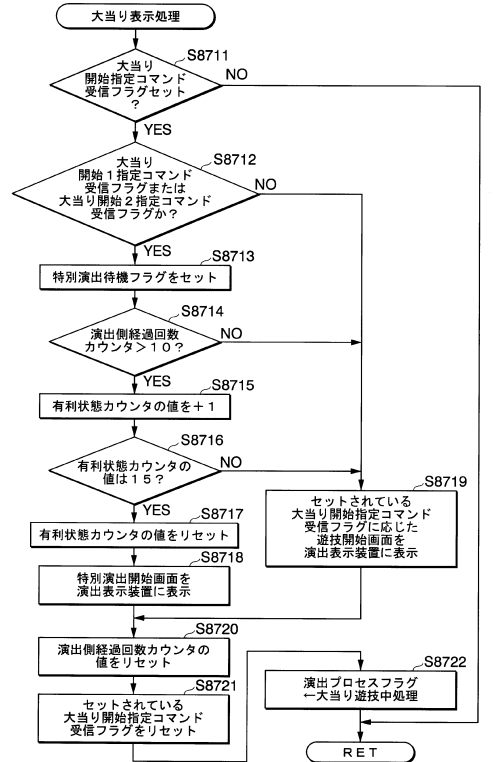 大当り表示処理
S8711
大当り
開始指定コマンド
受信フラグセット
?
NO
YES
S8712
大当り
開始1指定コマンド
受信フラグまたは
大当り開始2指定コマンド
受信フラグか?
NO
YES
S8713
特別演出待機フラグをセット
S8714
演出側経過回数
カウンタ>10?
NO
YES
S8715
有利状態カウンタの値を+1
S8716
有利状態カウンタの
値は15?
NO
YES
S8717
有利状態カウンタの値をリセット
S8718
特別演出開始画面を
演出表示装置に表示
S8719
セットされている
大当り開始指定コマンド
受信フラグに応じた
遊技開始画面を
演出表示装置に表示
S8720
演出側経過回数カウンタの
値をリセット
S8721
セットされている
大当り開始指定コマンド
受信フラグをリセット
S8722
演出プロセスフラグ
←大当り遊技中処理
RET